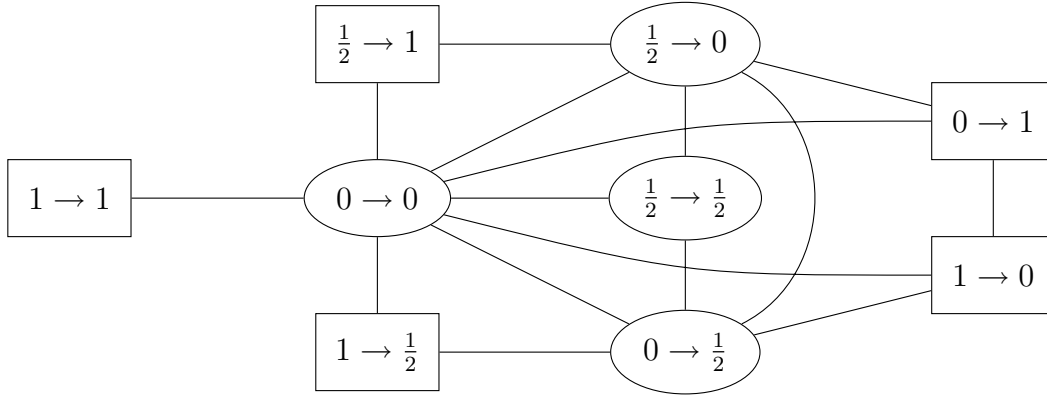 ½ → 1
½ → 0
0 → 1
1 → 1
0 → 0
½ → ½
1 → 0
1 → ½
0 → ½